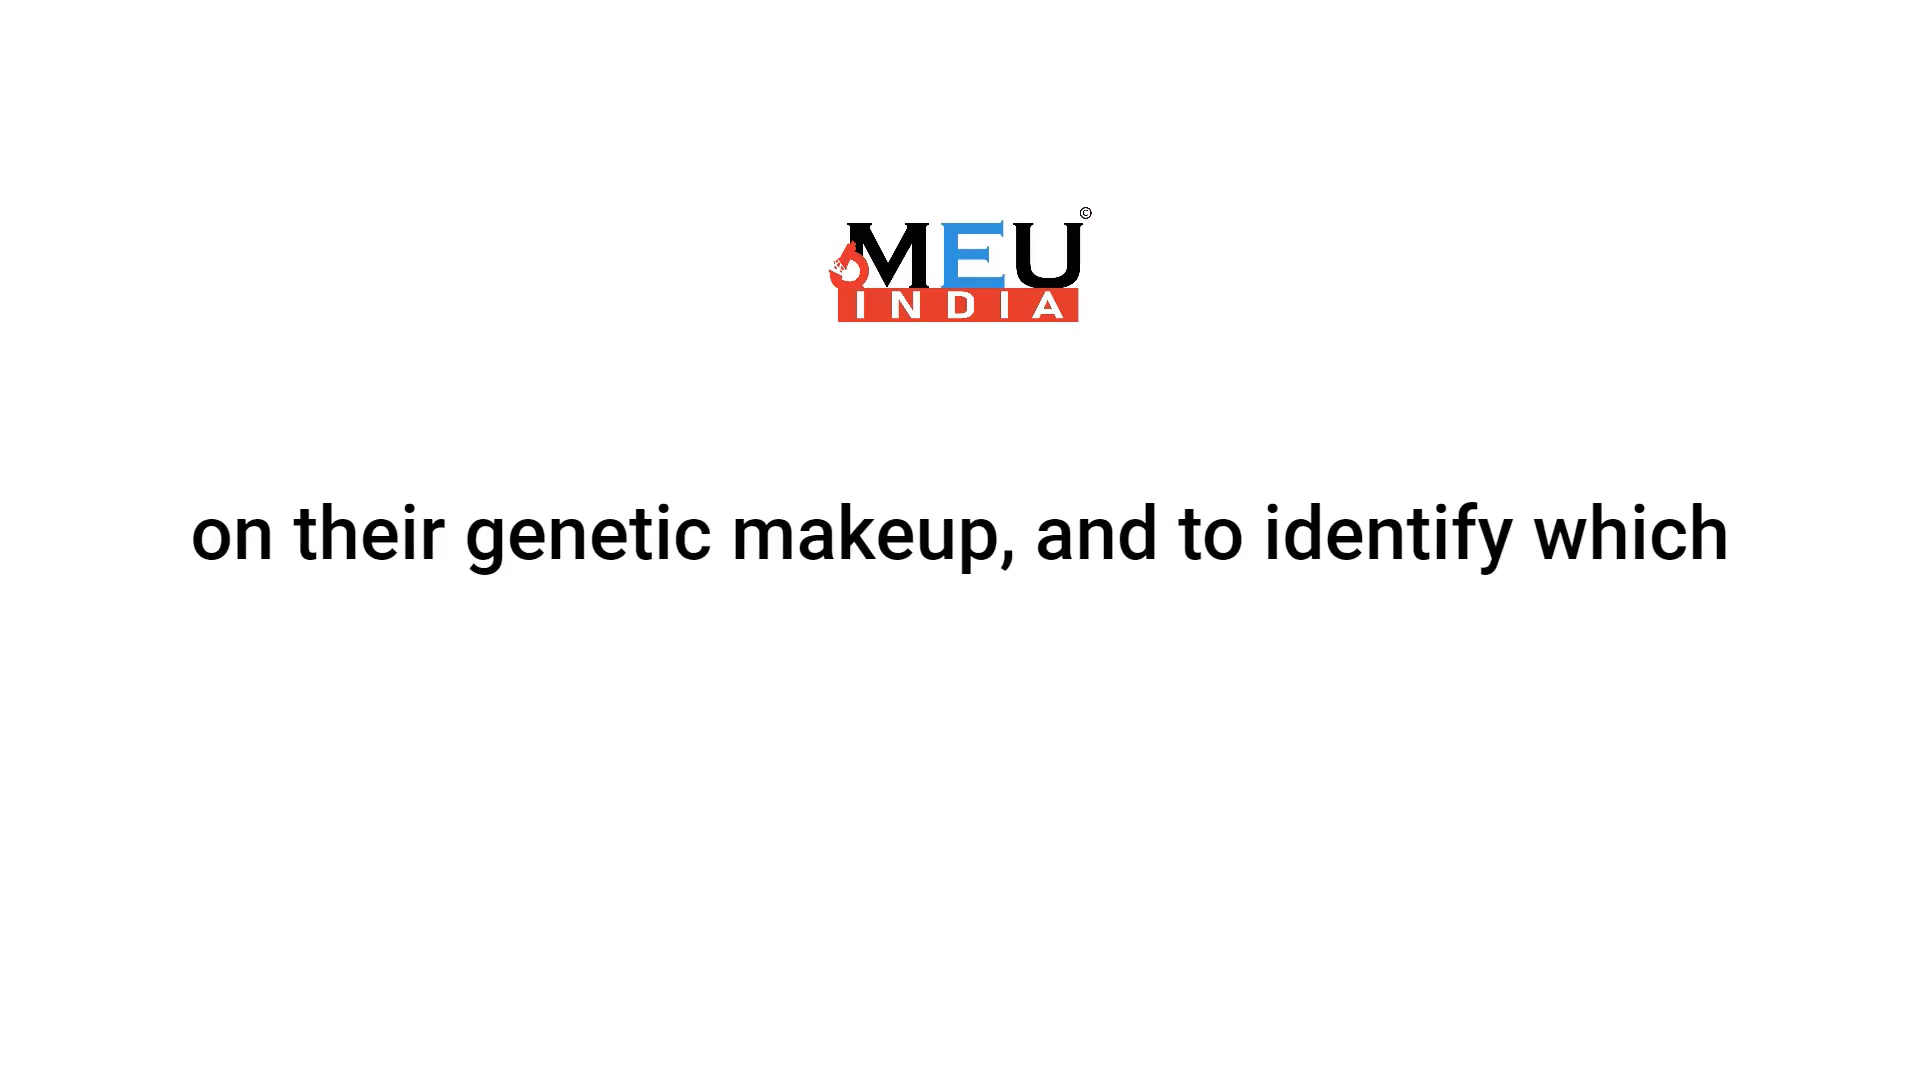 MEU©
INDIA
on their genetic makeup, and to identify which